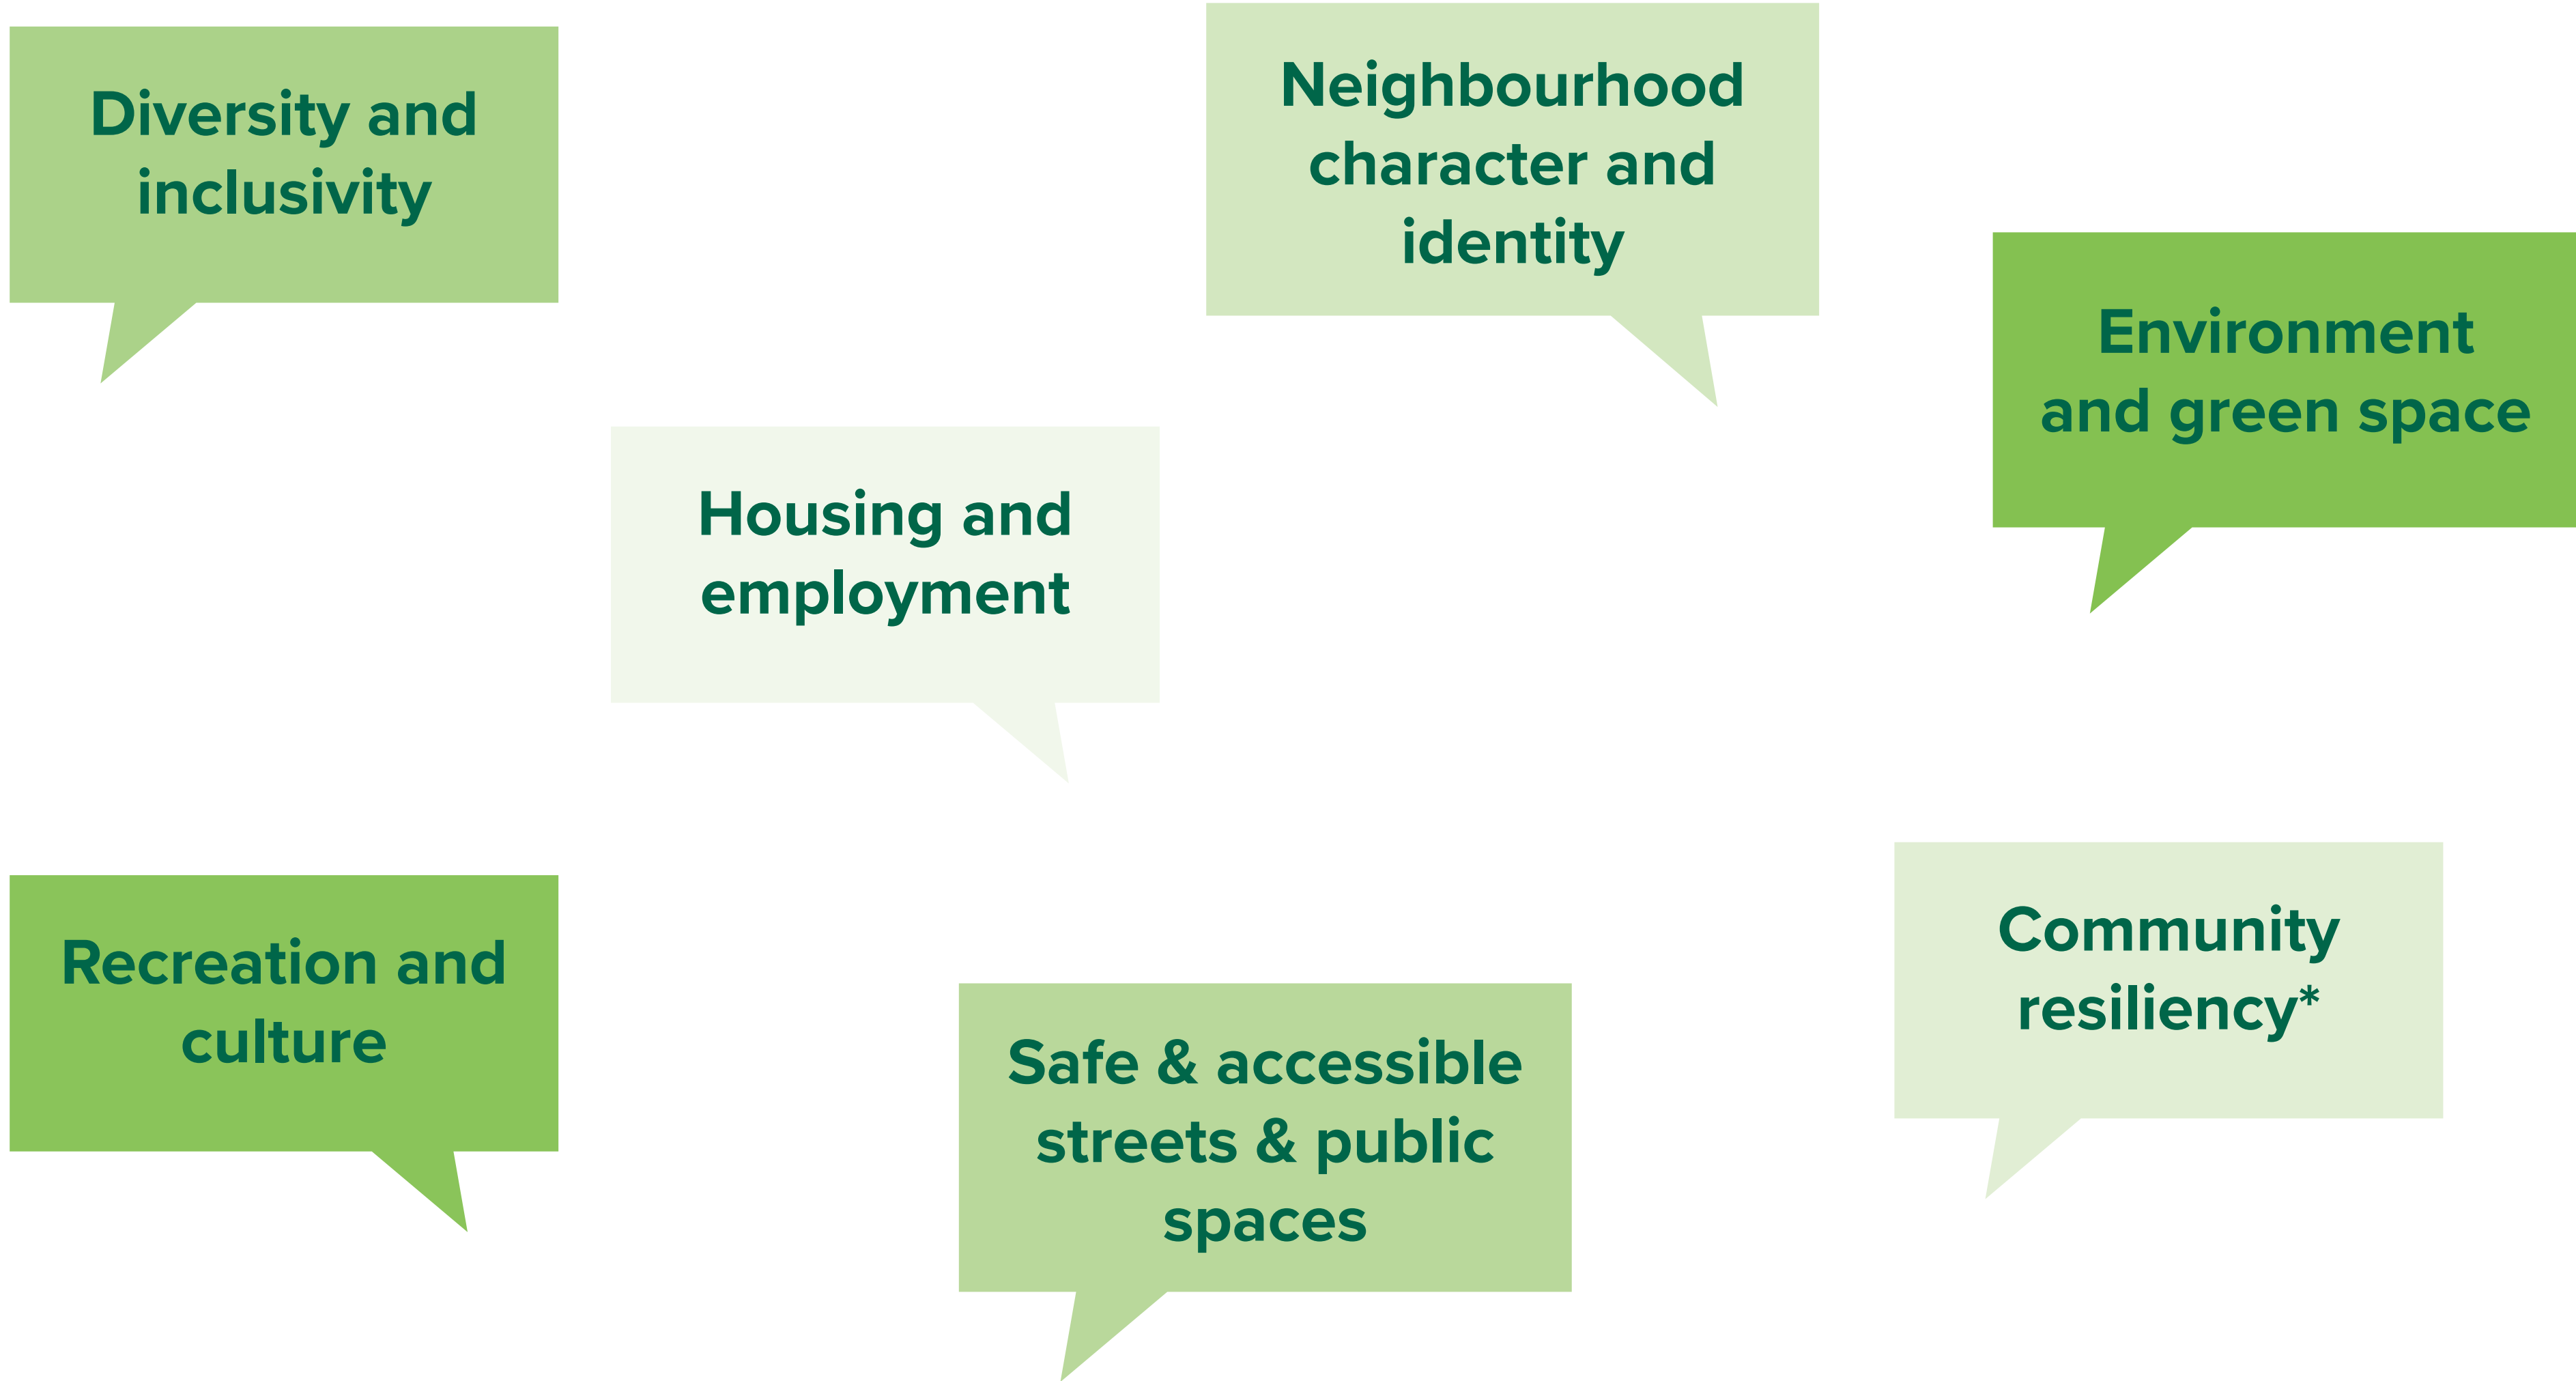 Diversity and
inclusivity
Neighbourhood
character and
identity
Environment
and green space
Housing and
employment
Recreation and
culture
Safe & accessible
streets & public
spaces
Community
resiliency*